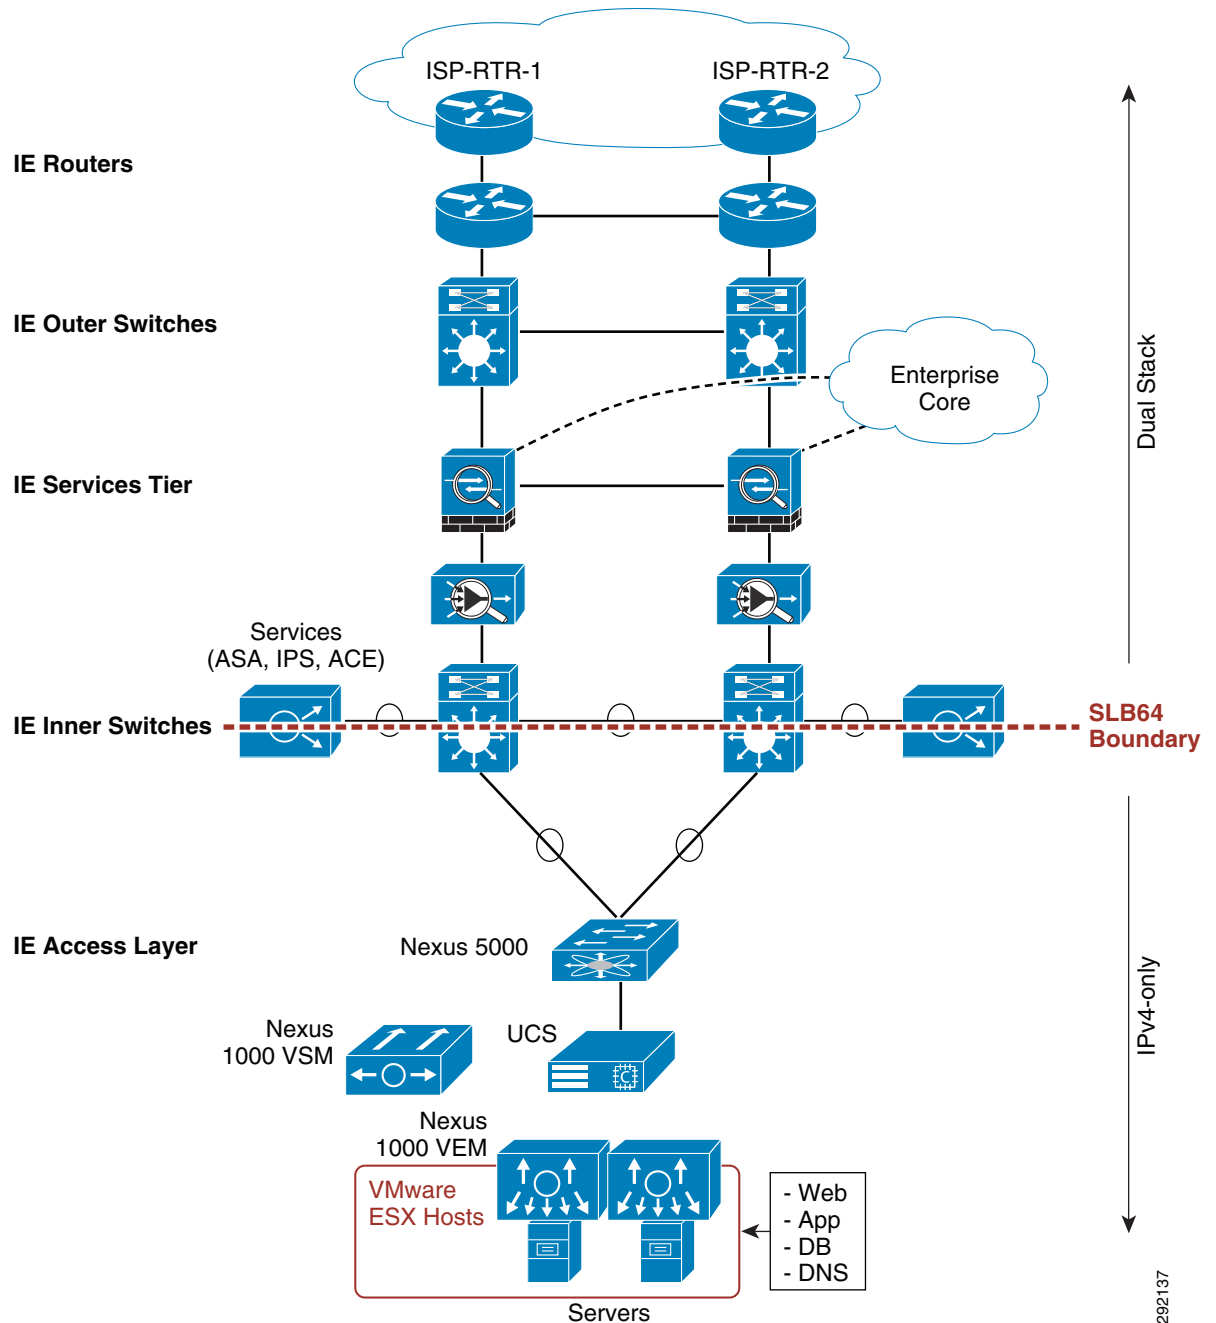 ISP-RTR-1
ISP-RTR-2
IE Routers
IE Outer Switches
Enterprise
Core
Dual Stack
IE Services Tier
Services
(ASA, IPS, ACE)
IE Inner Switches
SLB64
Boundary
IE Access Layer
Nexus 5000
IPv4-only
Nexus
1000 VSM
UCS
C
Nexus
1000 VEM
VMware
ESX Hosts
- Web
- App
- DB
- DNS
Servers
292137